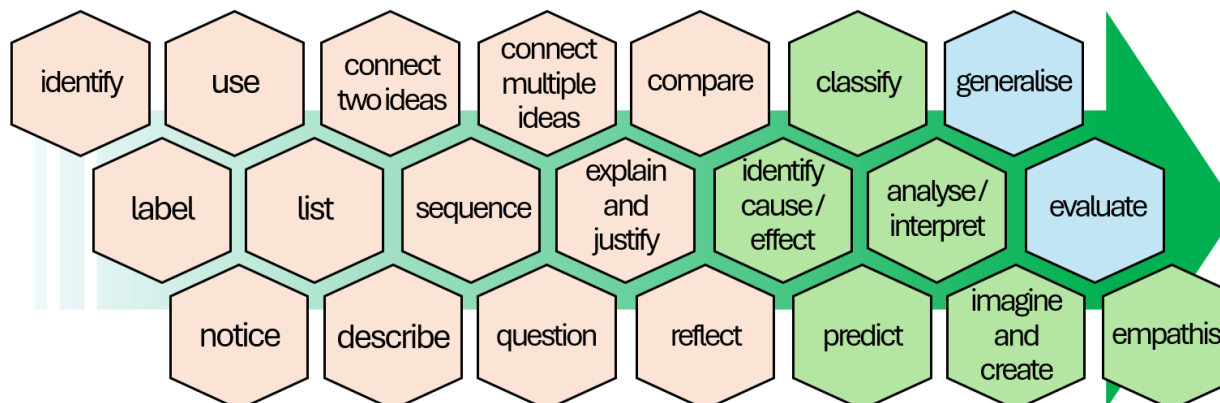 identify
use
connect
two ideas
connect
multiple
ideas
compare
classify
generalise
label
list
sequence
explain
and
justify
identify
cause /
effect
analyse /
interpret
evaluate
notice
describe
question
reflect
predict
imagine
and
create
empathis